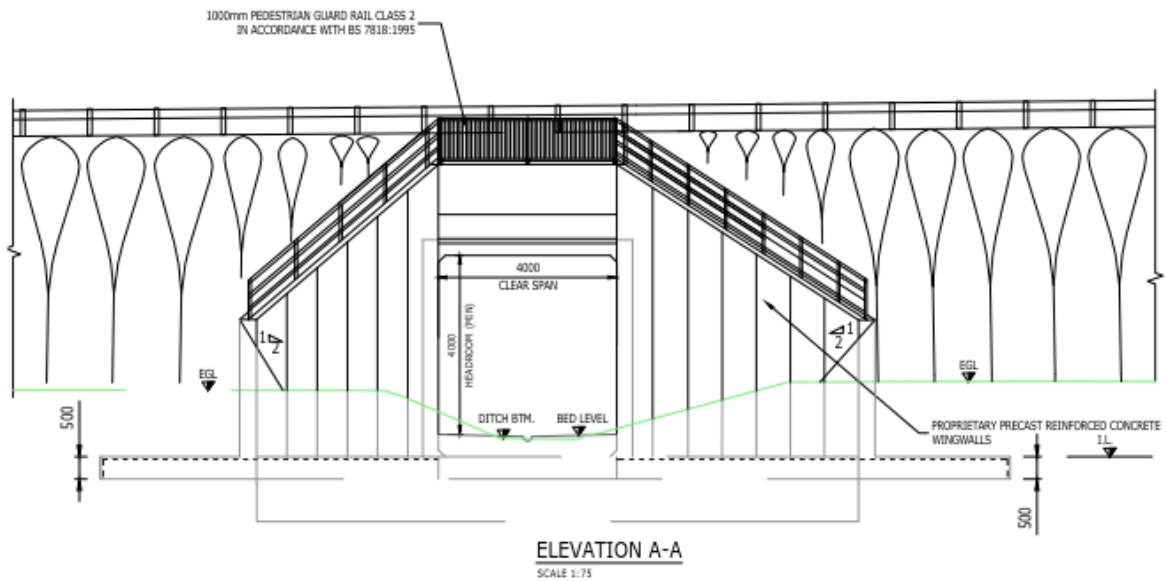 1000mm PEDESTRIAN GUARD RAIL CLASS 2
IN ACCORDANCE WITH BS 7818:1995
4000
CLEAR SPAN
4000
HEADROOM (MIN)
1
2
1
2
EGL
EGL
DITCH BTM.
BED LEVEL
PROPRIETARY PRECAST REINFORCED CONCRETE
WINGWALLS
I.L.
500
500
ELEVATION A-A
SCALE 1:75